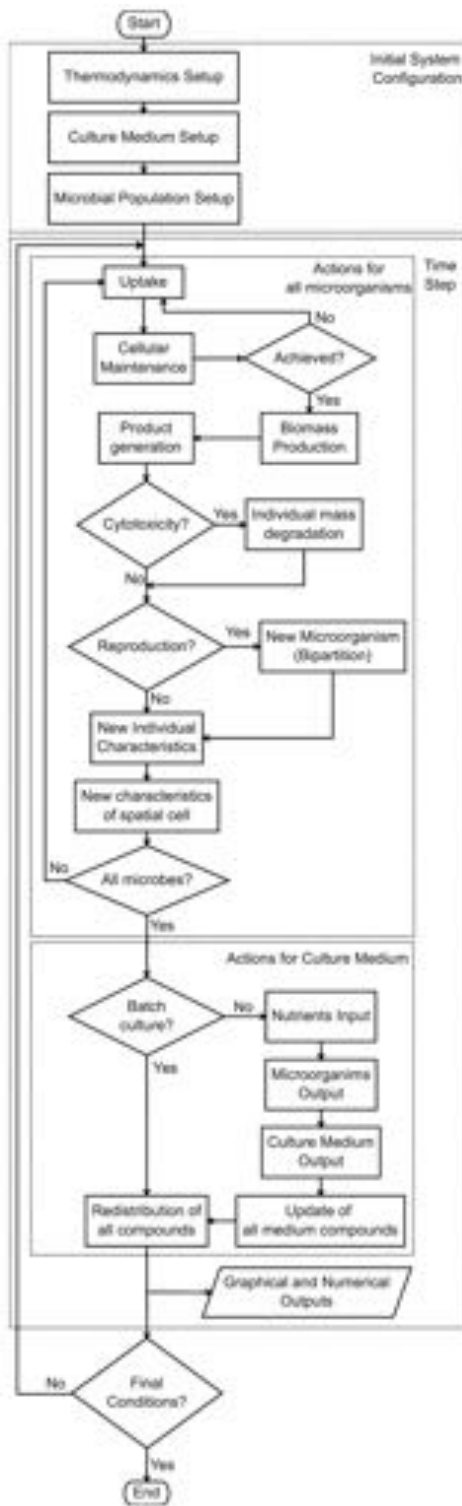 Start
Initial System
Configuration
Thermodynamics Setup
Culture Medium Setup
Microbial Population Setup
Actions for
all microorganisms
Time
Step
Uptake
No
Cellular
Maintenance
Achieved?
Yes
Product
generation
Biomass
Production
Cytotoxicity?
Yes
Individual mass
degradation
No
Reproduction?
Yes
New Microorganism
(Bipartition)
No
New Individual
Characteristics
New characteristics
of spatial cell
No
All microbes?
Yes
Actions for Culture Medium
Batch
culture?
No
Nutrients Input
Yes
Microorganims
Output
Culture Medium
Output
Redistribution of
all compounds
Update of
all medium compounds
Graphical and Numerical
Outputs
No
Final
Conditions?
Yes
End